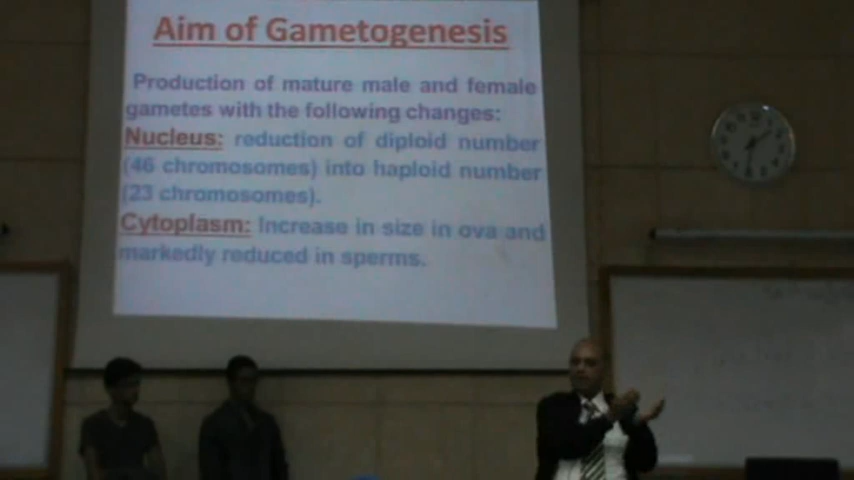 Aim of Gametogenesis
Production of mature male and female
gametes with the following changes:
Nucleus: reduction of diploid number
(46 chromosomes) into haploid number
(23 chromosomes).
Cytoplasm: Increase in size in ova and
markedly reduced in sperms.